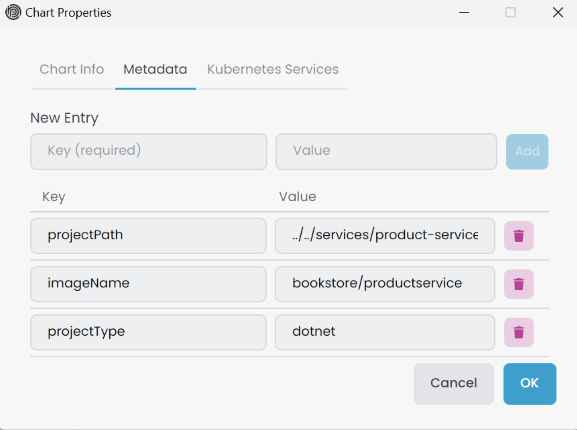 Chart Properties
Chart Info Metadata Kubernetes Services
New Entry
Key (required) Value Add
Key Value
projectPath ../../services/product-service
imageName bookstore/productservice
projectType dotnet
Cancel OK